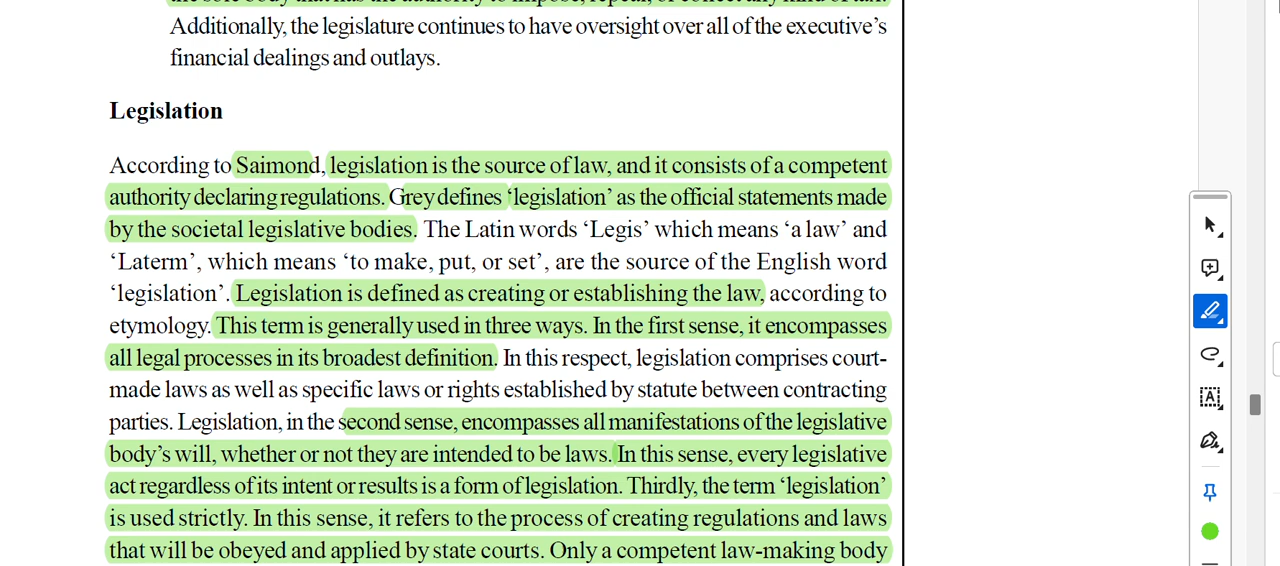 Additionally, the legislature continues to have oversight over all of the executive’s
financial dealings and outlays.
Legislation
According to Saimond, legislation is the source of law, and it consists of a competent
authority declaring regulations. Grey defines ‘legislation’ as the official statements made
by the societal legislative bodies. The Latin words ‘Legis’ which means ‘a law’ and
‘Laterm’, which means ‘to make, put, or set’, are the source of the English word
‘legislation’. Legislation is defined as creating or establishing the law, according to
etymology. This term is generally used in three ways. In the first sense, it encompasses
all legal processes in its broadest definition. In this respect, legislation comprises court-
made laws as well as specific laws or rights established by statute between contracting
parties. Legislation, in the second sense, encompasses all manifestations of the legislative
body’s will, whether or not they are intended to be laws. In this sense, every legislative
act regardless of its intent or results is a form of legislation. Thirdly, the term ‘legislation’
is used strictly. In this sense, it refers to the process of creating regulations and laws
that will be obeyed and applied by state courts. Only a competent law-making body